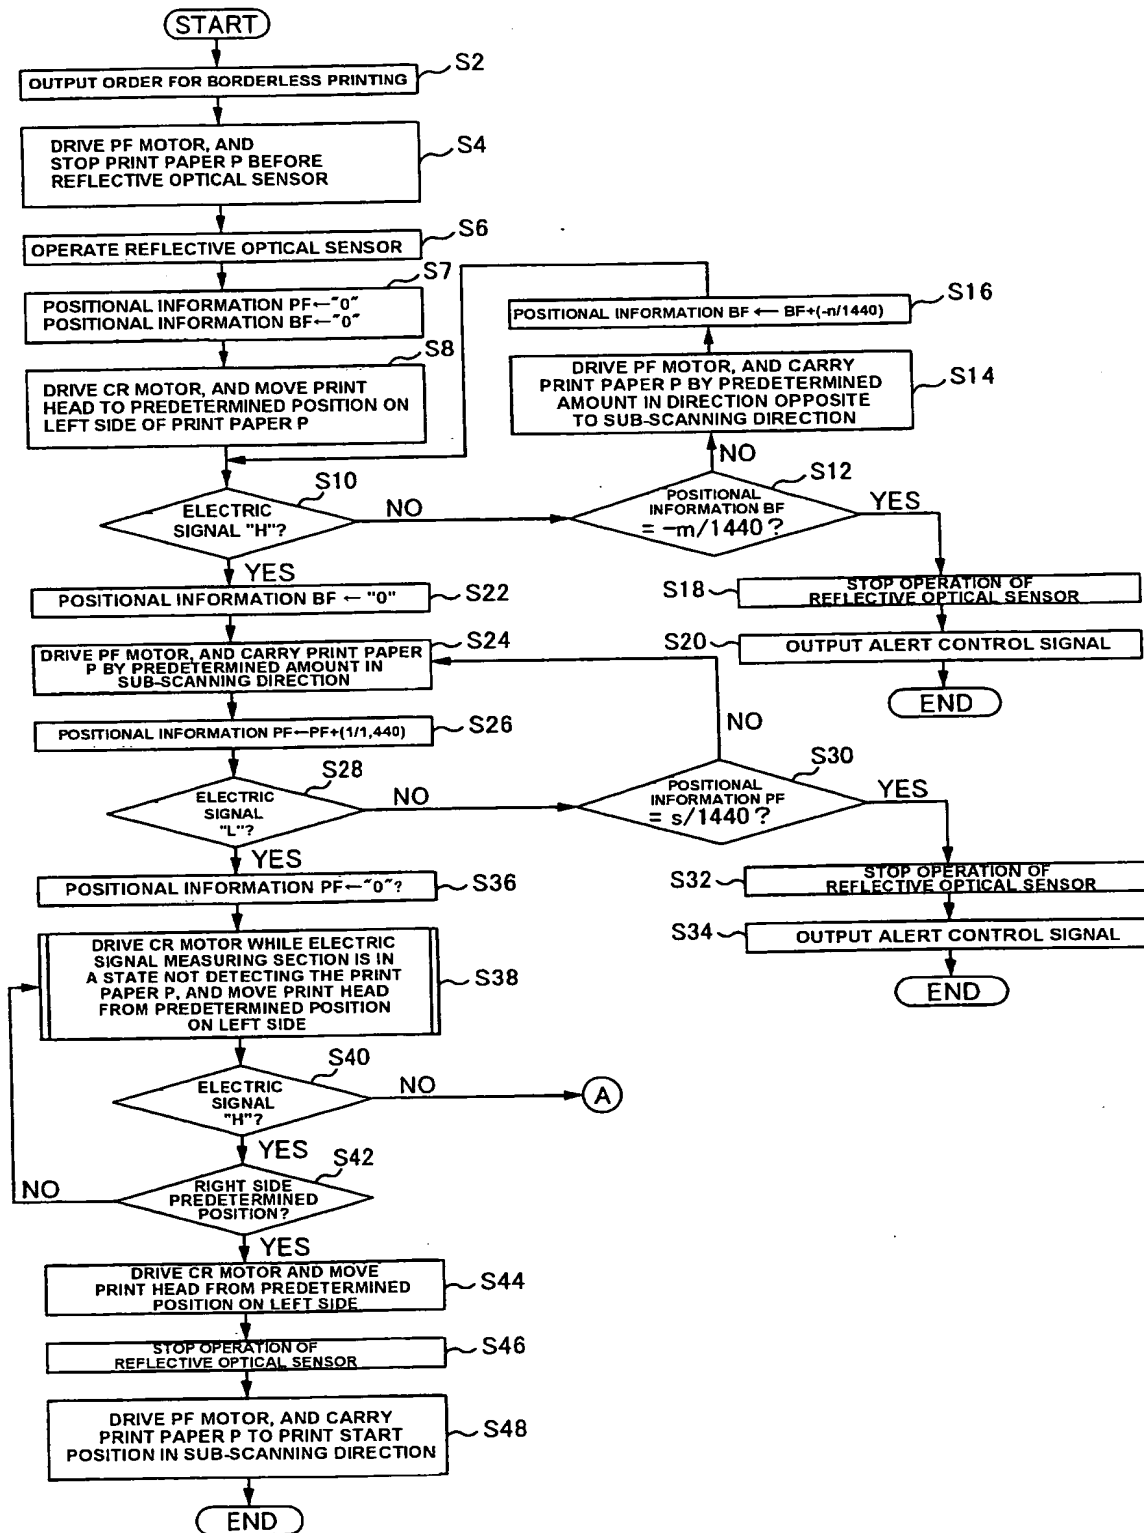 START
S2
OUTPUT ORDER FOR BORDERLESS PRINTING
S4
DRIVE PF MOTOR, AND
STOP PRINT PAPER P BEFORE
REFLECTIVE OPTICAL SENSOR
S6
OPERATE REFLECTIVE OPTICAL SENSOR
S7
POSITIONAL INFORMATION PF←"0"
POSITIONAL INFORMATION BF←"0"
S8
DRIVE CR MOTOR, AND MOVE PRINT
HEAD TO PREDETERMINED POSITION ON
LEFT SIDE OF PRINT PAPER P
S16
POSITIONAL INFORMATION BF ← BF+(-n/1440)
S14
DRIVE PF MOTOR, AND CARRY
PRINT PAPER P BY PREDETERMINED
AMOUNT IN DIRECTION OPPOSITE
TO SUB-SCANNING DIRECTION
NO
S10
ELECTRIC
SIGNAL "H"?
NO
YES
S12
POSITIONAL
INFORMATION BF
= -m/1440 ?
YES
S18
STOP OPERATION OF
REFLECTIVE OPTICAL SENSOR
S20
OUTPUT ALERT CONTROL SIGNAL
END
S22
POSITIONAL INFORMATION BF ← "0"
S24
DRIVE PF MOTOR, AND CARRY PRINT PAPER
P BY PREDETERMINED AMOUNT IN
SUB-SCANNING DIRECTION
NO
S26
POSITIONAL INFORMATION PF←PF+(1/1,440)
S28
ELECTRIC
SIGNAL
"L"?
NO
YES
S30
POSITIONAL
INFORMATION PF
= s/1440 ?
YES
S32
STOP OPERATION OF
REFLECTIVE OPTICAL SENSOR
S34
OUTPUT ALERT CONTROL SIGNAL
END
S36
POSITIONAL INFORMATION PF←"0"?
S38
DRIVE CR MOTOR WHILE ELECTRIC
SIGNAL MEASURING SECTION IS IN
A STATE NOT DETECTING THE PRINT
PAPER P, AND MOVE PRINT HEAD
FROM PREDETERMINED POSITION
ON LEFT SIDE
S40
ELECTRIC
SIGNAL
"H"?
NO
A
YES
S42
RIGHT SIDE
PREDETERMINED
POSITION?
NO
YES
S44
DRIVE CR MOTOR AND MOVE
PRINT HEAD FROM PREDETERMINED
POSITION ON LEFT SIDE
S46
STOP OPERATION OF
REFLECTIVE OPTICAL SENSOR
S48
DRIVE PF MOTOR, AND CARRY
PRINT PAPER P TO PRINT START
POSITION IN SUB-SCANNING DIRECTION
END